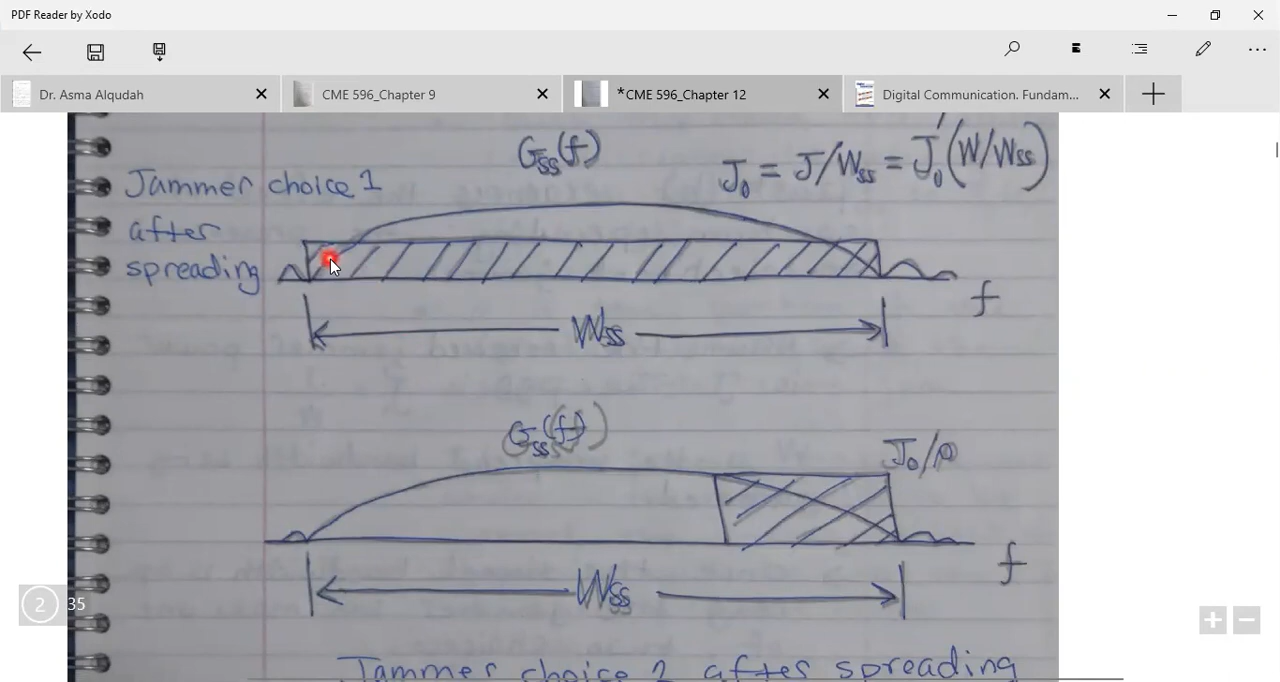 PDF Reader by Xodo
Dr. Asma Alqudah
CME 596_Chapter 9
*CME 596_Chapter 12
Digital Communication. Fundam...
Gss(f)
J₀ = J/Wss = J₀'(W/Wss)
Jammer choice 1
after
spreading
f
Wss
Gss(f)
J₀/ρ
f
Wss
2 35
Jammer choice 2 after spreading